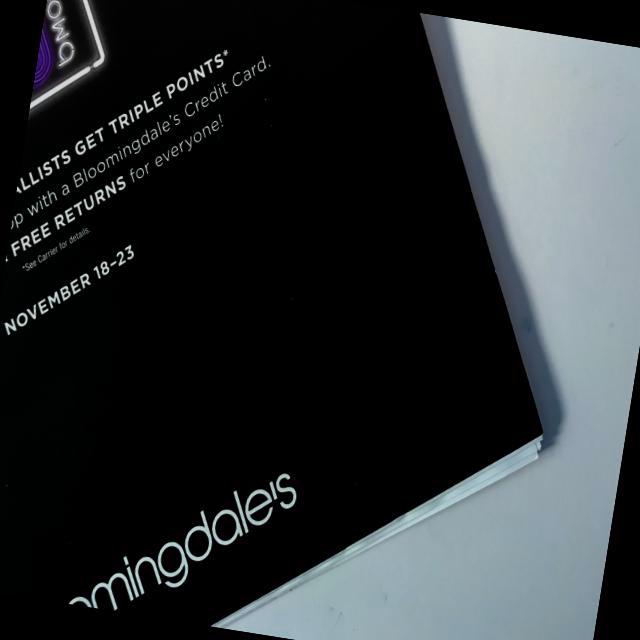 ALLISTS GET TRIPLE POINTS*
up with a Bloomingdale's Credit Card.
FREE RETURNS for everyone!
*See Carrier for details.
NOVEMBER 18-23
omingdale's